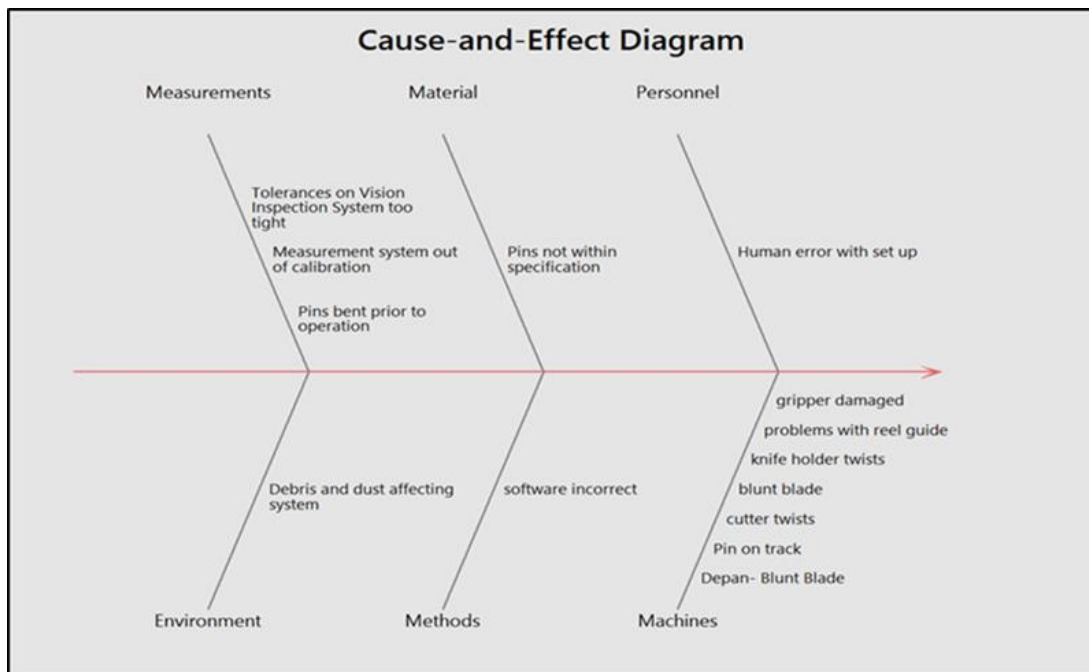 Cause-and-Effect Diagram
Measurements
Material
Personnel
Tolerances on Vision
Inspection System too
tight
Measurement system out
of calibration
Pins bent prior to
operation
Pins not within
specification
Human error with set up
gripper damaged
problems with reel guide
knife holder twists
blunt blade
cutter twists
Pin on track
Depan- Blunt Blade
Debris and dust affecting
system
software incorrect
Environment
Methods
Machines